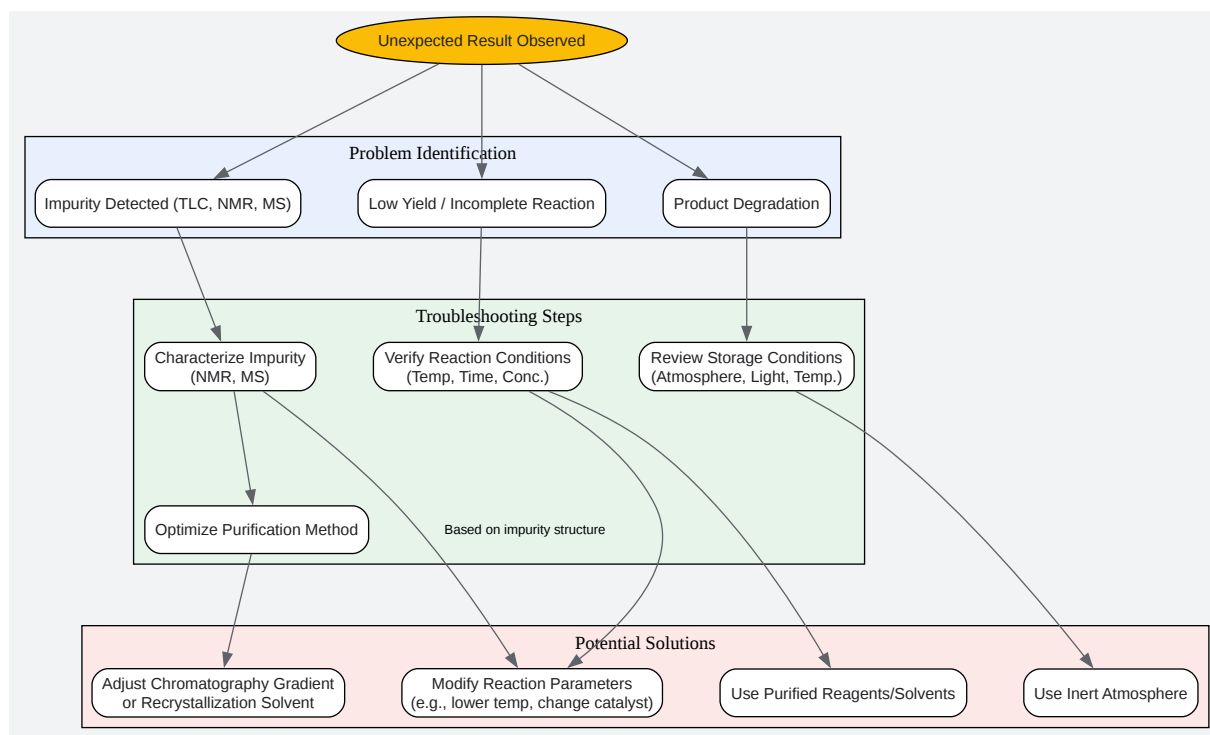 Unexpected Result Observed
Problem Identification
Impurity Detected (TLC, NMR, MS)
Low Yield / Incomplete Reaction
Product Degradation
Troubleshooting Steps
Characterize Impurity
(NMR, MS)
Verify Reaction Conditions
(Temp, Time, Conc.)
Review Storage Conditions
(Atmosphere, Light, Temp.)
Optimize Purification Method
Based on impurity structure
Potential Solutions
Adjust Chromatography Gradient
or Recrystallization Solvent
Modify Reaction Parameters
(e.g., lower temp, change catalyst)
Use Purified Reagents/Solvents
Use Inert Atmosphere